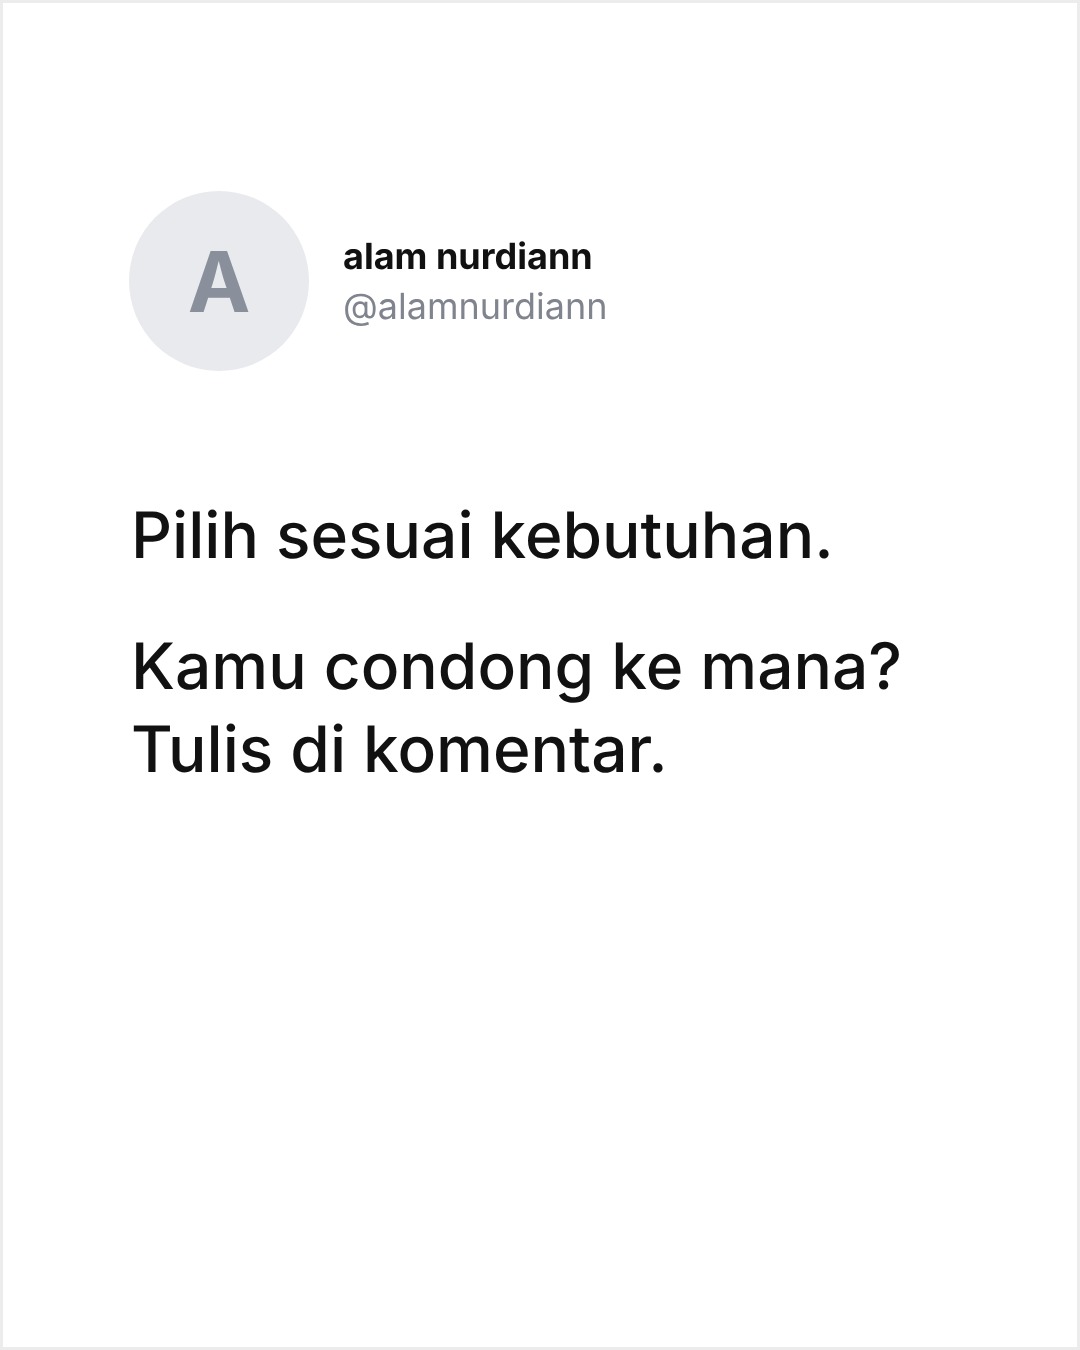 A
alam nurdiann
@alamnurdiann
Pilih sesuai kebutuhan.
Kamu condong ke mana?
Tulis di komentar.